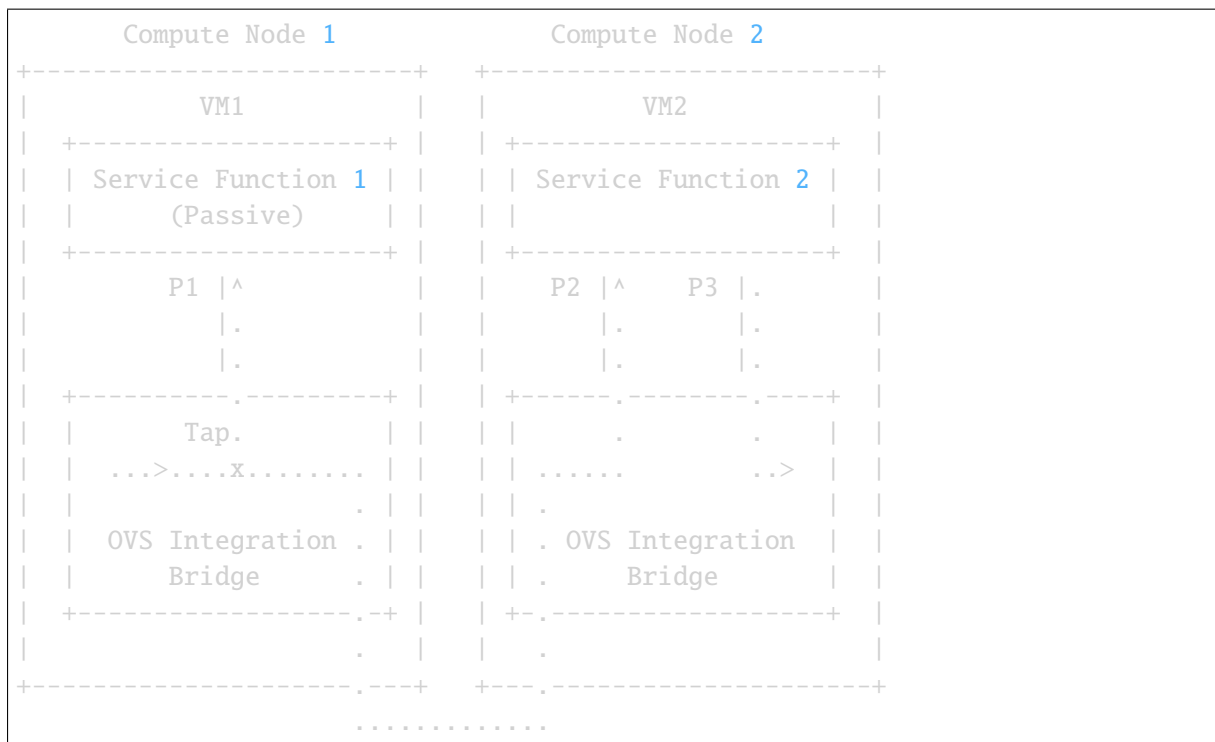 Compute Node 1                    Compute Node 2
+-------------------------+   +-------------------------+
|           VM1           |   |          VM2            |
|  +--------------------+ |   | +--------------------+  |
|  | Service Function 1 | |   | | Service Function 2 |  |
|  |      (Passive)     | |   | |                    |  |
|  +--------------------+ |   | +--------------------+  |
|         P1 |^           |   |    P2 |^    P3 |.       |
|            |.           |   |       |.       |.       |
|            |.           |   |       |.       |.       |
|  +----------.---------+ |   | +------.--------.----+  |
|  |       Tap.         | |   | |      .        .    |  |
|  |  ...>....x........ | |   | | ......        ..>  |  |
|  |                  . | |   | | .                  |  |
|  |  OVS Integration . | |   | | . OVS Integration  |  |
|  |      Bridge      . | |   | | .     Bridge       |  |
|  +------------------.-+ |   | +-.------------------+  |
|                     .   |   |   .                     |
+---------------------.---+   +---.---------------------+
                      .............